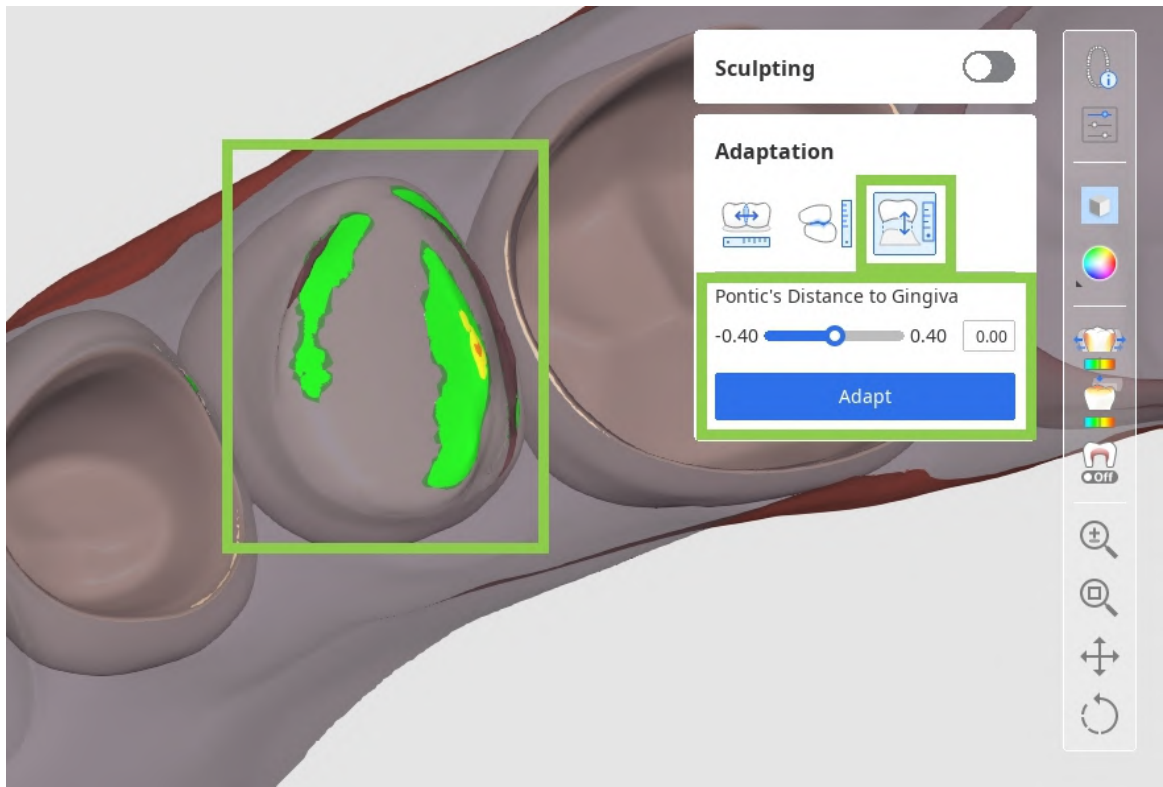 Sculpting
Adaptation
Pontic's Distance to Gingiva
-0.40 0.40 0.00
Adapt
Off